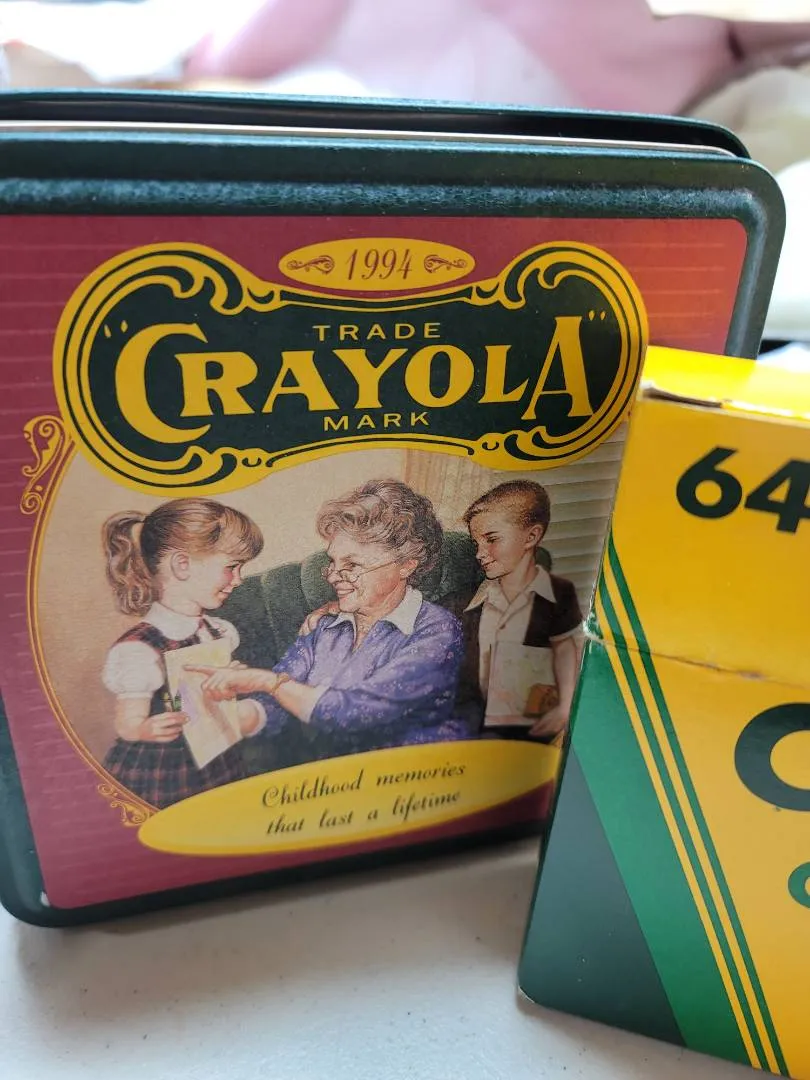 1994
TRADE
"CRAYOLA"
MARK
Childhood memories
that last a lifetime
64